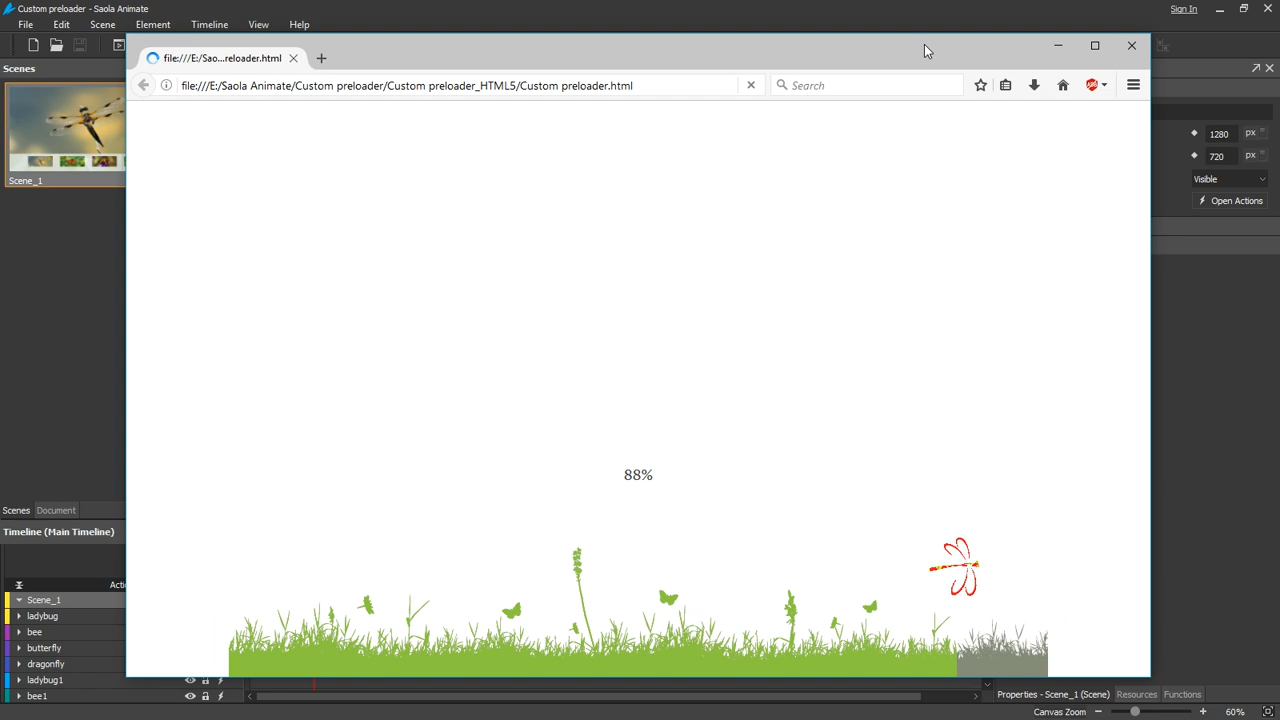 Custom preloader - Saola Animate
Sign In
File Edit Scene Element Timeline View Help
Scenes
file:///E:/Sao...reloader.html
file:///E:/Saola Animate/Custom preloader/Custom preloader_HTML5/Custom preloader.html
Search
ABP
1280 px
720 px
Scene_1
Visible
Open Actions
88%
Scenes Document
Timeline (Main Timeline)
Actio
Scene_1
ladybug
bee
butterfly
dragonfly
ladybug1
bee1
Properties - Scene_1 (Scene) Resources Functions
Canvas Zoom 60%